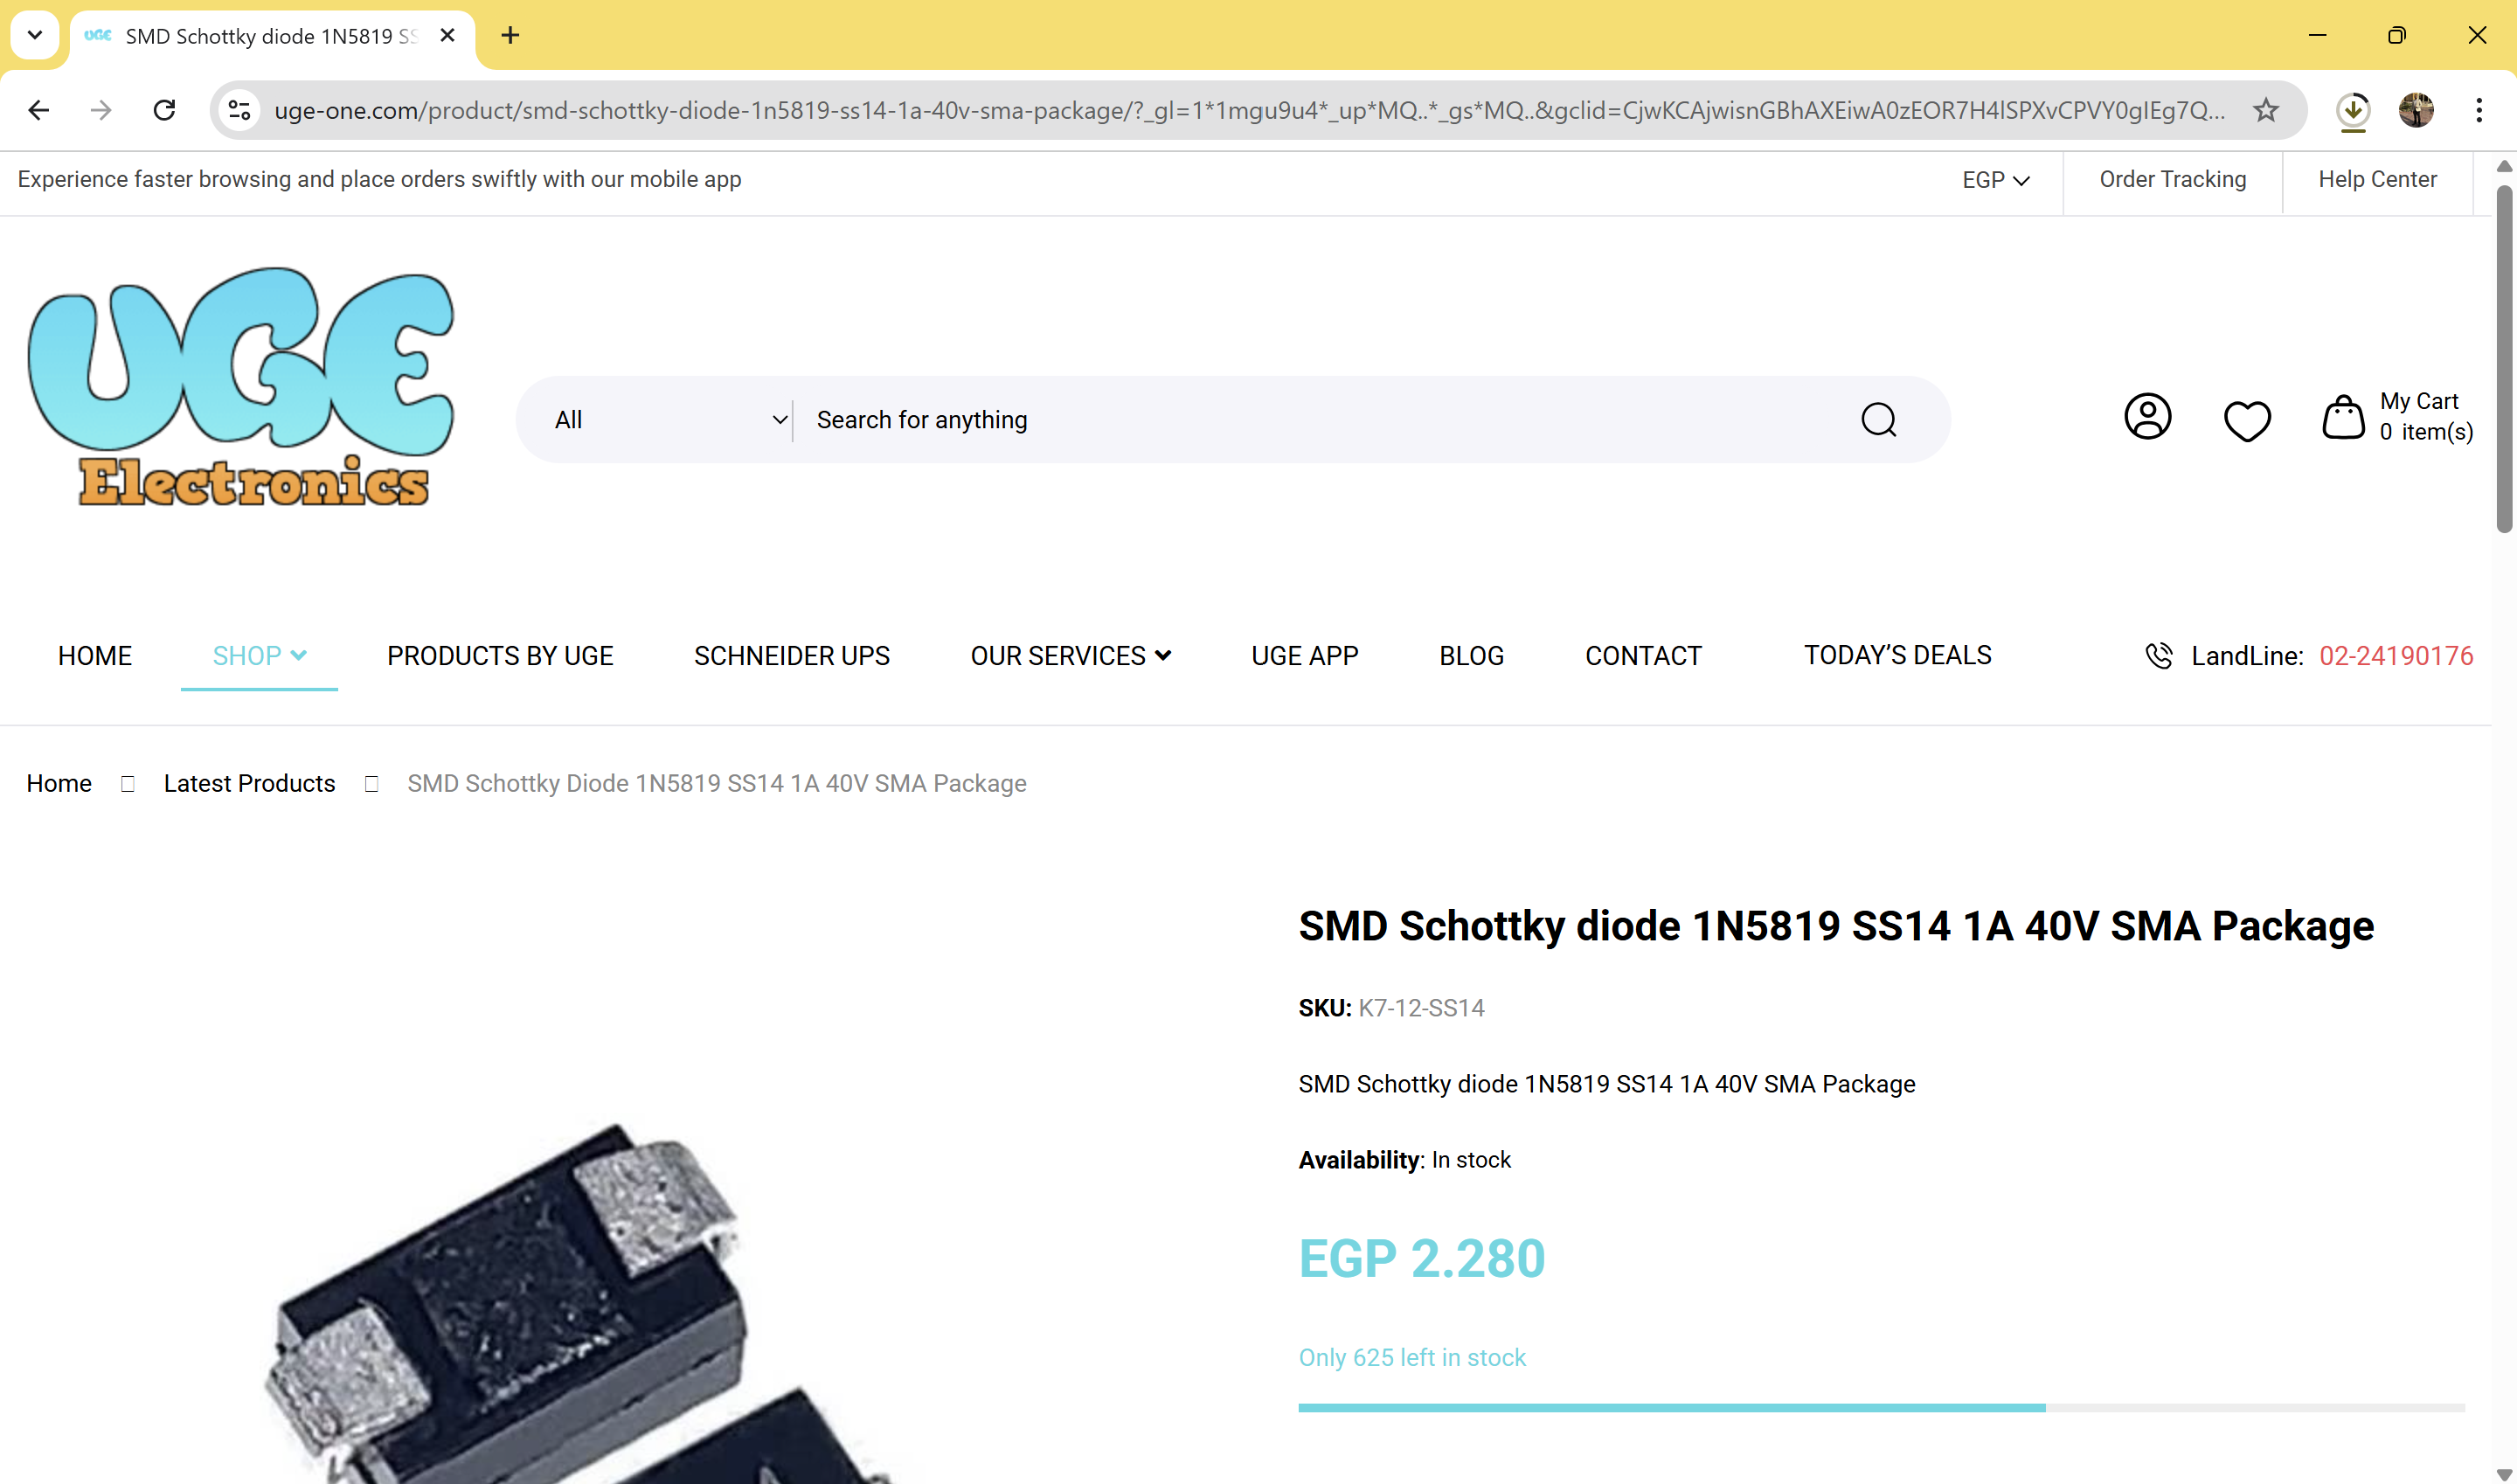 UGE
SMD Schottky diode 1N5819 SS
uge-one.com/product/smd-schottky-diode-1n5819-ss14-1a-40v-sma-package/?_gl=1*1mgu9u4*_up*MQ..*_gs*MQ..&gclid=CjwKCAjwisnGBhAXEiwA0zEOR7H4lSPXvCPVY0gIEg7Q...
Experience faster browsing and place orders swiftly with our mobile app
EGP
Order Tracking
Help Center
UGE
Electronics
All
Search for anything
My Cart
0 item(s)
HOME
SHOP
PRODUCTS BY UGE
SCHNEIDER UPS
OUR SERVICES
UGE APP
BLOG
CONTACT
TODAY’S DEALS
LandLine: 02-24190176
Home
Latest Products
SMD Schottky Diode 1N5819 SS14 1A 40V SMA Package
SMD Schottky diode 1N5819 SS14 1A 40V SMA Package
SKU: K7-12-SS14
SMD Schottky diode 1N5819 SS14 1A 40V SMA Package
Availability: In stock
EGP 2.280
Only 625 left in stock